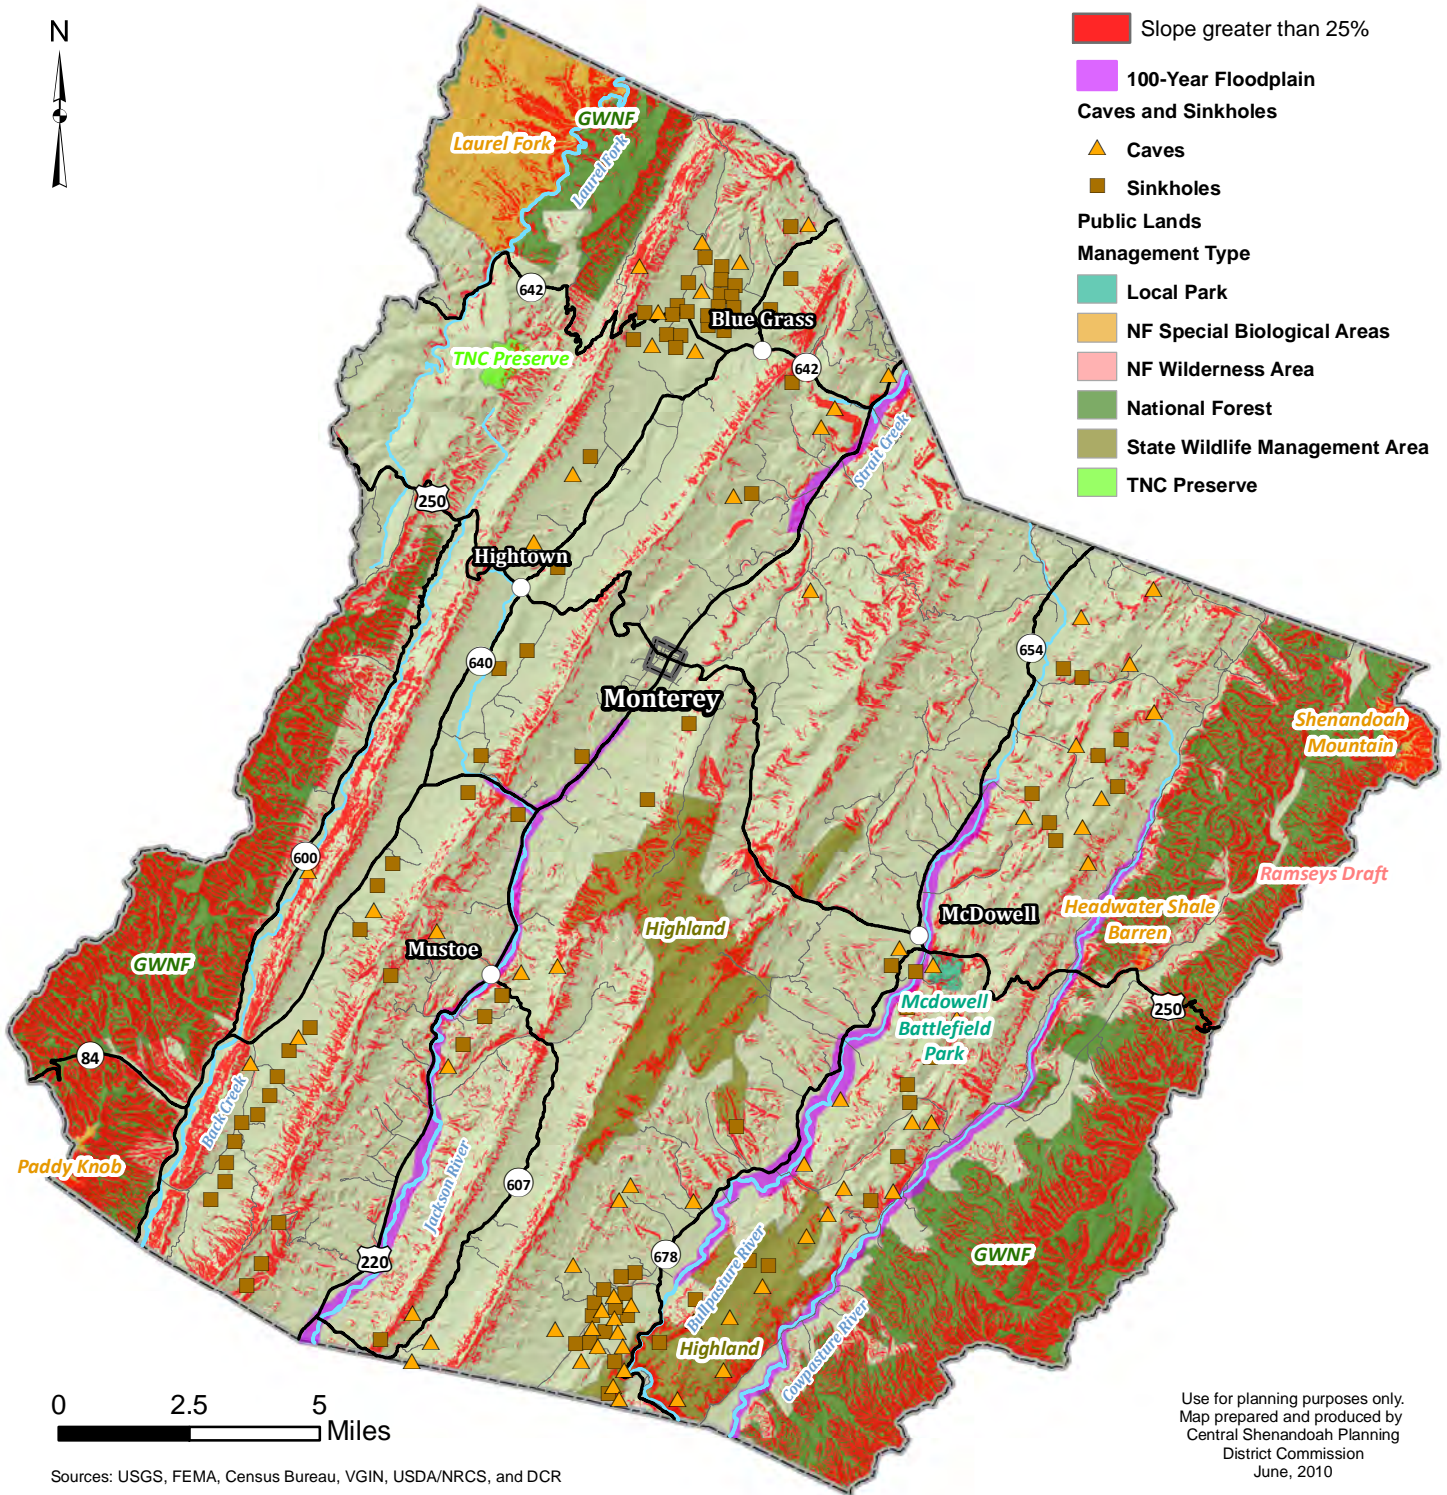 N
Slope greater than 25%
100-Year Floodplain
Caves and Sinkholes
Caves
Sinkholes
Public Lands
Management Type
Local Park
NF Special Biological Areas
NF Wilderness Area
National Forest
State Wildlife Management Area
TNC Preserve
GWNF
Laurel Fork
Laurel Fork
642
Blue Grass
TNC Preserve
642
Strait Creek
250
Hightown
640
654
Monterey
Shenandoah
Mountain
600
Ramseys Draft
Headwater Shale
Barren
McDowell
Highland
Mustoe
GWNF
Mcdowell
Battlefield
Park
250
84
Back Creek
Paddy Knob
Jackson River
607
220
678
Bullpasture River
GWNF
Highland
Cowpasture River
0 2.5 5
Miles
Sources: USGS, FEMA, Census Bureau, VGIN, USDA/NRCS, and DCR
Use for planning purposes only.
Map prepared and produced by
Central Shenandoah Planning
District Commission
June, 2010